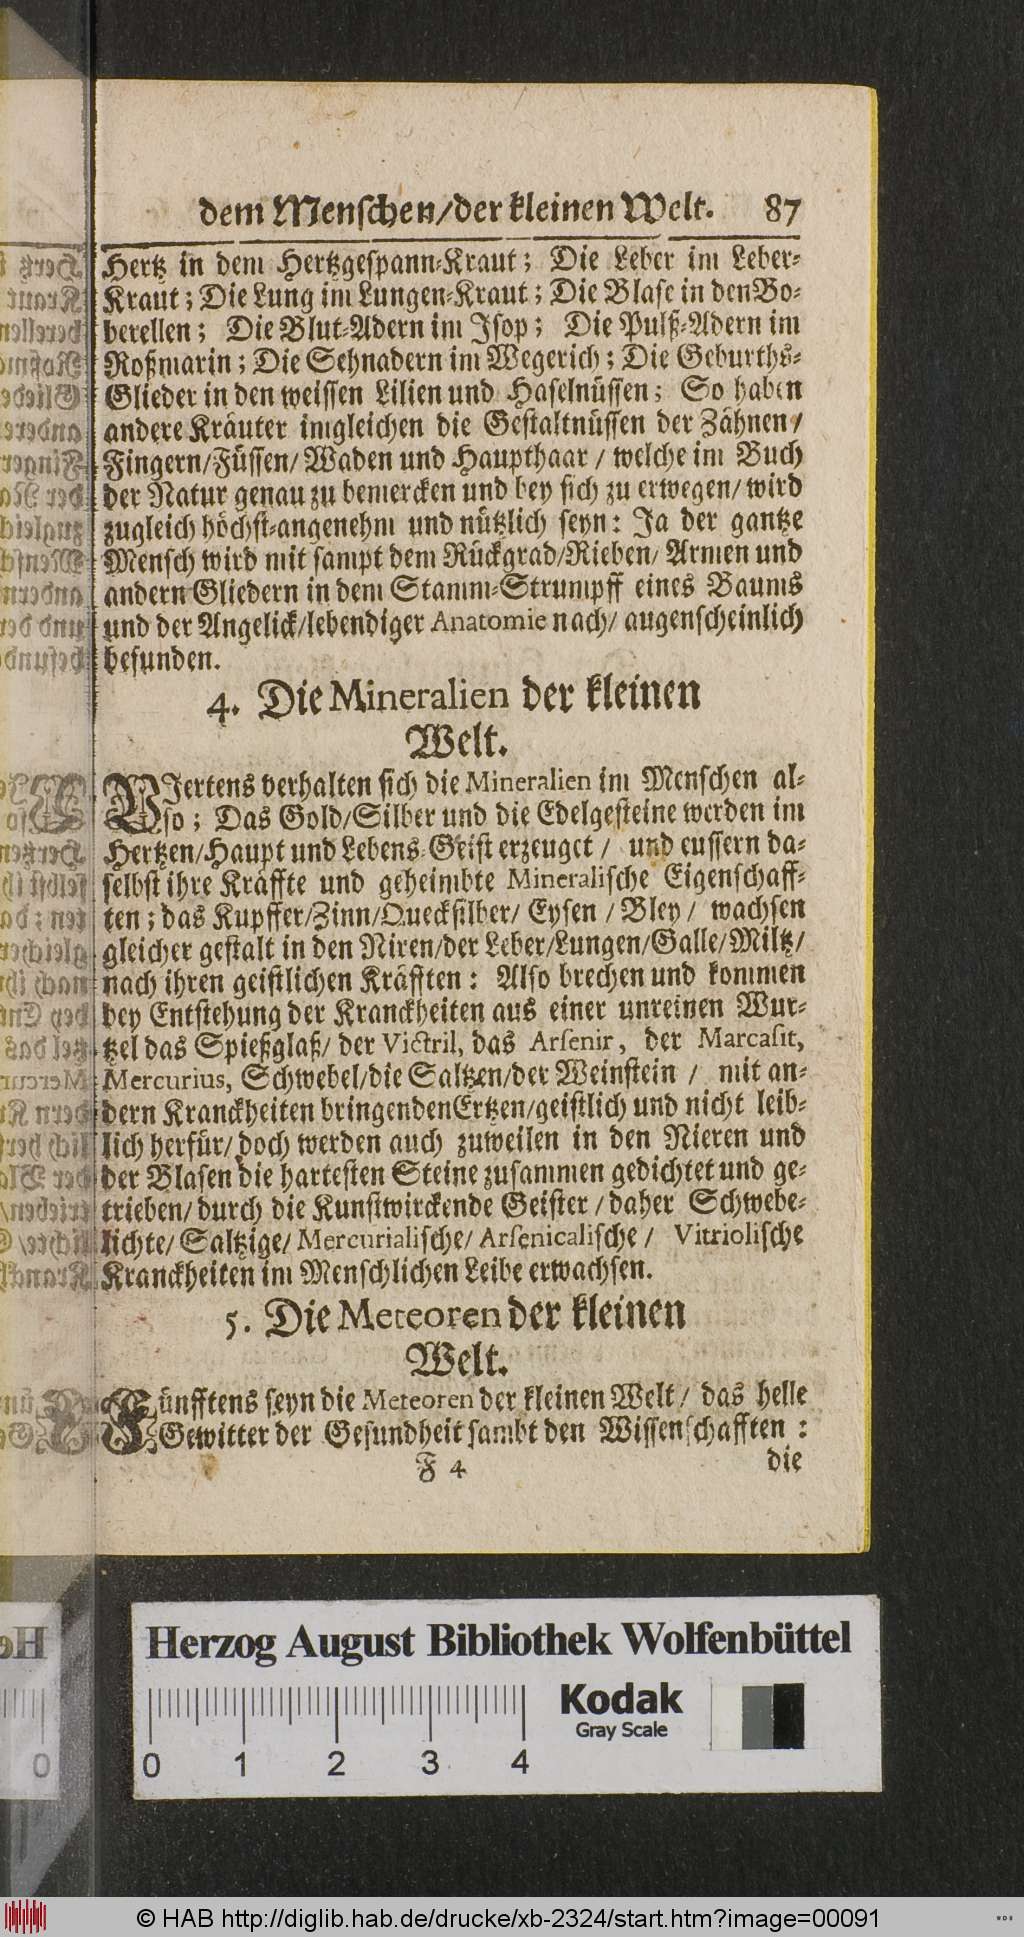 dem Menschen/der kleinen Welt. 87
Hertz in dem Hertzgespann-Kraut; Die Leber im Leber-
Kraut; Die Lung im Lungen-Kraut; Die Blase in den Bo-
berellen; Die Blut-Adern im Isop; Die Pulß-Adern im
Roßmarin; Die Sehnadern im Wegerich; Die Geburths-
Glieder in den weissen Lilien und Haselnüssen; So haben
andere Kräuter imgleichen die Gestaltnüssen der Zähnen/
Fingern/Füssen/ Waden und Haupthaar / welche im Buch
der Natur genau zu bemercken und bey sich zu erwegen/ wird
zugleich höchst-angenehm und nützlich seyn: Ja der gantze
Mensch wird mit sampt dem Rückgrad/Rieben/ Armen und
andern Gliedern in dem Stamm-Strumpff eines Baums
und der Angelick/lebendiger Anatomie nach/ augenscheinlich
befunden.
4. Die Mineralien der kleinen
Welt.
VIertens verhalten sich die Mineralien im Menschen al-
so; Das Gold/Silber und die Edelgesteine werden im
Hertzen/Haupt und Lebens-Geist erzeuget / und eussern da-
selbst ihre Kräffte und geheimbte Mineralische Eigenschaff-
ten; das Kupffer/Zinn/Quecksilber/ Eysen / Bley / wachsen
gleicher gestalt in den Niren/der Leber/Lungen/Galle/Miltz/
nach ihren geistlichen Kräfften: Also brechen und kommen
bey Entstehung der Kranckheiten aus einer unreinen Wur-
tzel das Spießglaß/ der Victril, das Arsenir, der Marcasit,
Mercurius, Schwebel/die Saltzen/der Weinstein / mit an-
dern Kranckheiten bringenden Ertzen/geistlich und nicht leib-
lich herfür/ doch werden auch zuweilen in den Nieren und
der Blasen die hartesten Steine zusammen gedichtet und ge-
trieben/ durch die Kunstwirckende Geister / daher Schwebe-
lichte/ Saltzige/ Mercurialische/ Arsenicalische / Vitriolische
Kranckheiten im Menschlichen Leibe erwachsen.
5. Die Meteoren der kleinen
Welt.
Fünfftens seyn die Meteoren der kleinen Welt / das helle
Gewitter der Gesundheit sambt den Wissenschafften:
F 4 die
Herzog August Bibliothek Wolfenbüttel
Kodak
Gray Scale
0 1 2 3 4
© HAB http://diglib.hab.de/drucke/xb-2324/start.htm?image=00091